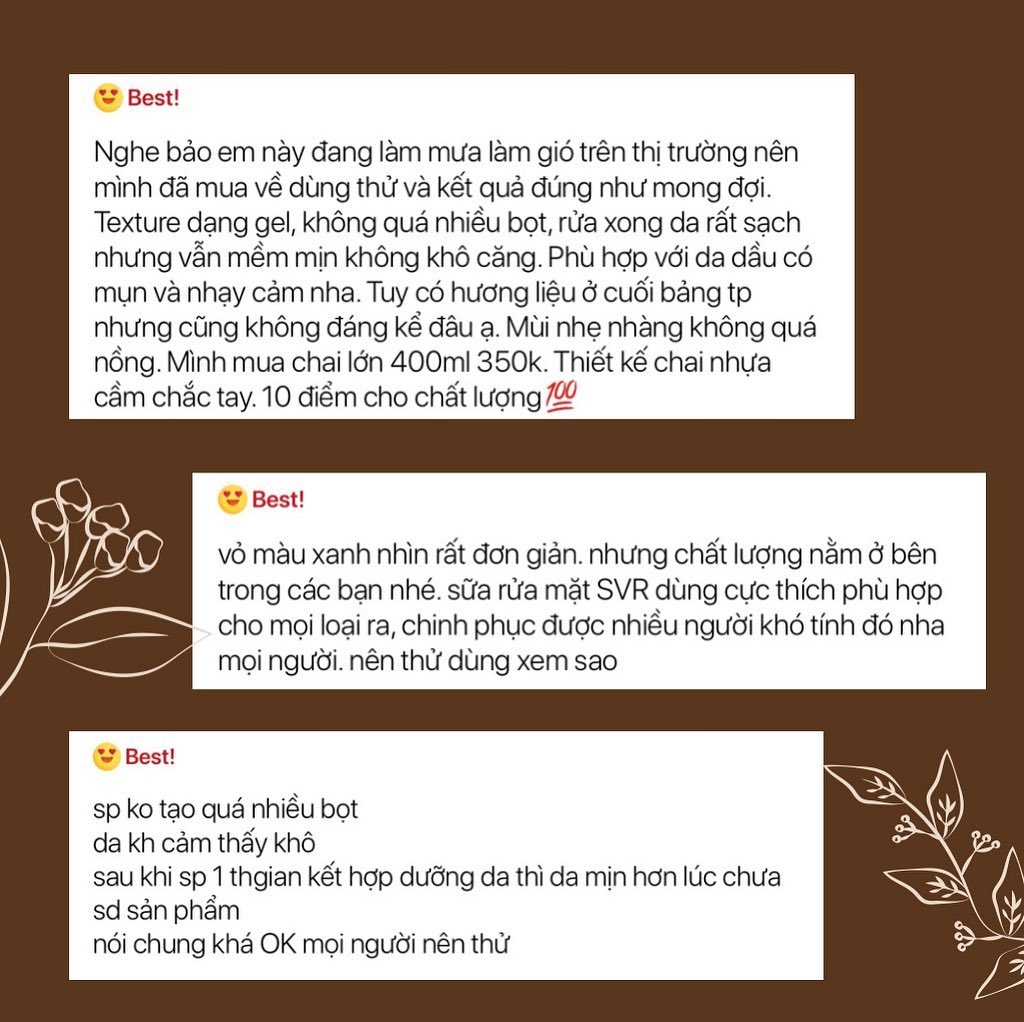 😍 Best!
Nghe bảo em này đang làm mưa làm gió trên thị trường nên
mình đã mua về dùng thử và kết quả đúng như mong đợi.
Texture dạng gel, không quá nhiều bọt, rửa xong da rất sạch
nhưng vẫn mềm mịn không khô căng. Phù hợp với da dầu có
mụn và nhạy cảm nha. Tuy có hương liệu ở cuối bảng tp
nhưng cũng không đáng kể đâu ạ. Mùi nhẹ nhàng không quá
nồng. Mình mua chai lớn 400ml 350k. Thiết kế chai nhựa
cầm chắc tay. 10 điểm cho chất lượng💯
😍 Best!
vỏ màu xanh nhìn rất đơn giản. nhưng chất lượng nằm ở bên
trong các bạn nhé. sữa rửa mặt SVR dùng cực thích phù hợp
cho mọi loại ra, chinh phục được nhiều người khó tính đó nha
mọi người. nên thử dùng xem sao
😍 Best!
sp ko tạo quá nhiều bọt
da kh cảm thấy khô
sau khi sp 1 thgian kết hợp dưỡng da thì da mịn hơn lúc chưa
sd sản phẩm
nói chung khá OK mọi người nên thử